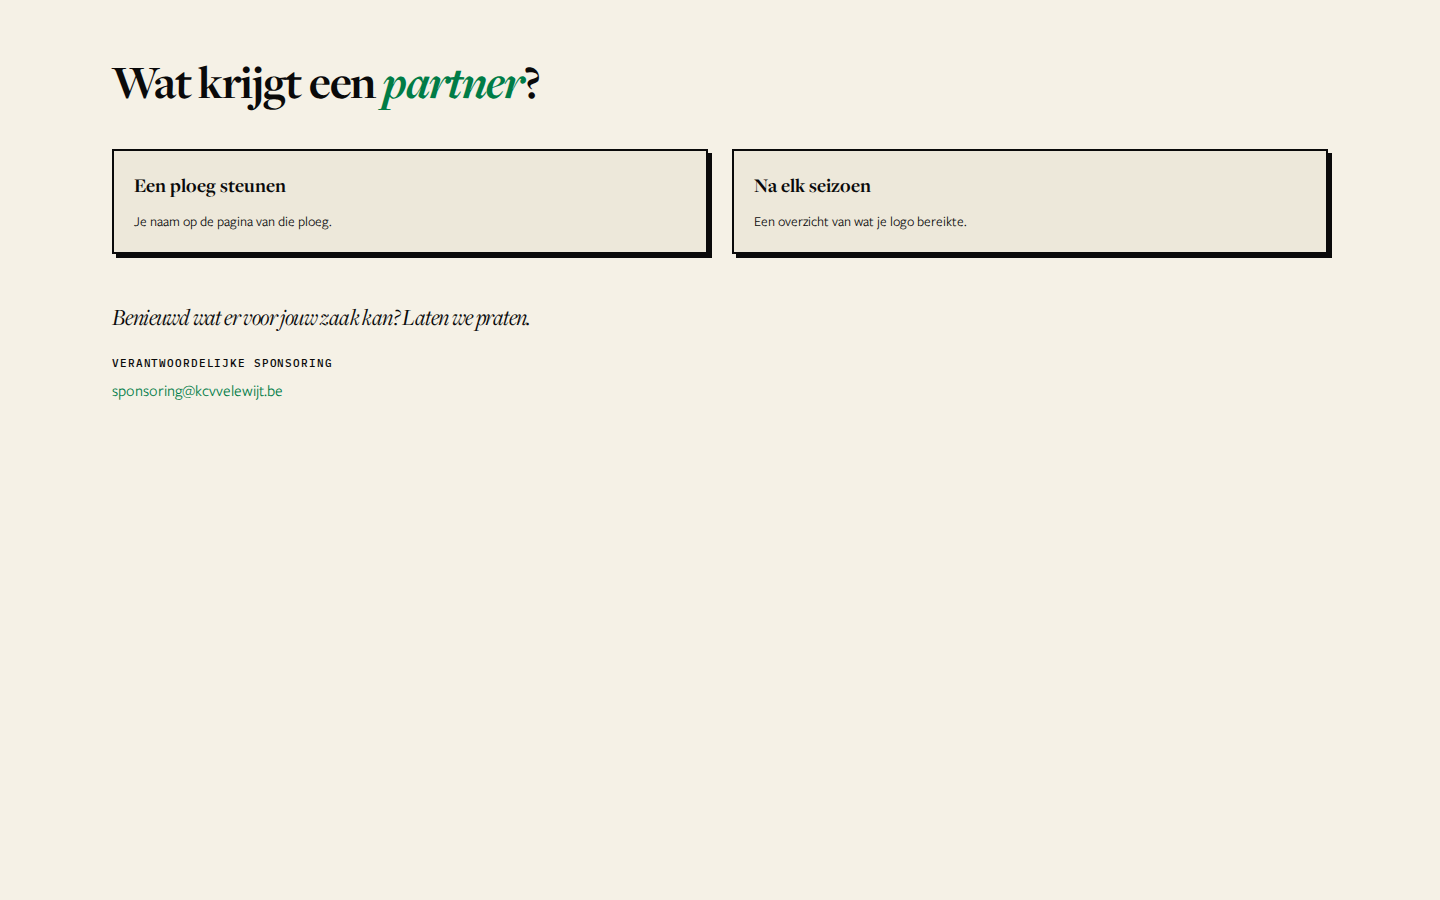 Wat krijgt een partner?
Een ploeg steunen
Je naam op de pagina van die ploeg.
Na elk seizoen
Een overzicht van wat je logo bereikte.
Benieuwd wat er voor jouw zaak kan? Laten we praten.
VERANTWOORDELIJKE SPONSORING
sponsoring@kcvvelewijt.be